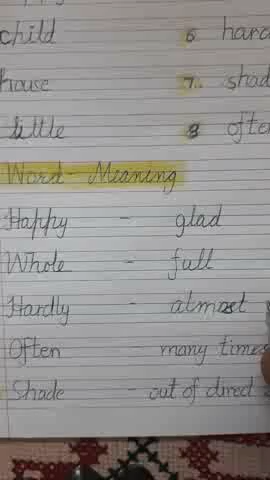 child 6 hard
house 7. shad
little 8 ofte
Word - Meaning
Happy - glad
Whole - full
Hardly - almost
Often - many times
Shade - out of direct